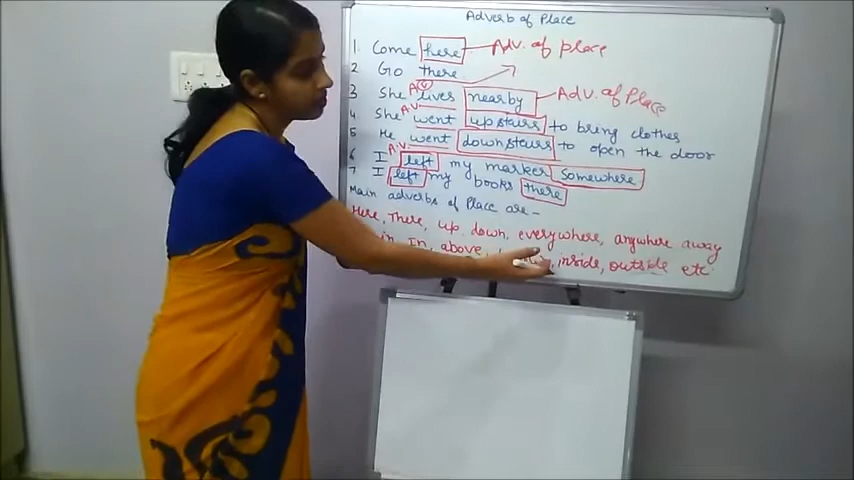 Adverb of Place
1 Come here - Adv. of place
2 Go there
3 She lives nearby - Adv. of Place
A V
4 She went upstairs to bring clothes
A V
5 He went downstairs to open the door
A.V
6 I left my marker somewhere
7 I left my books there
Main adverbs of Place are -
Here, There, up, down, everywhere, anywhere away
in, above, inside, outside etc.